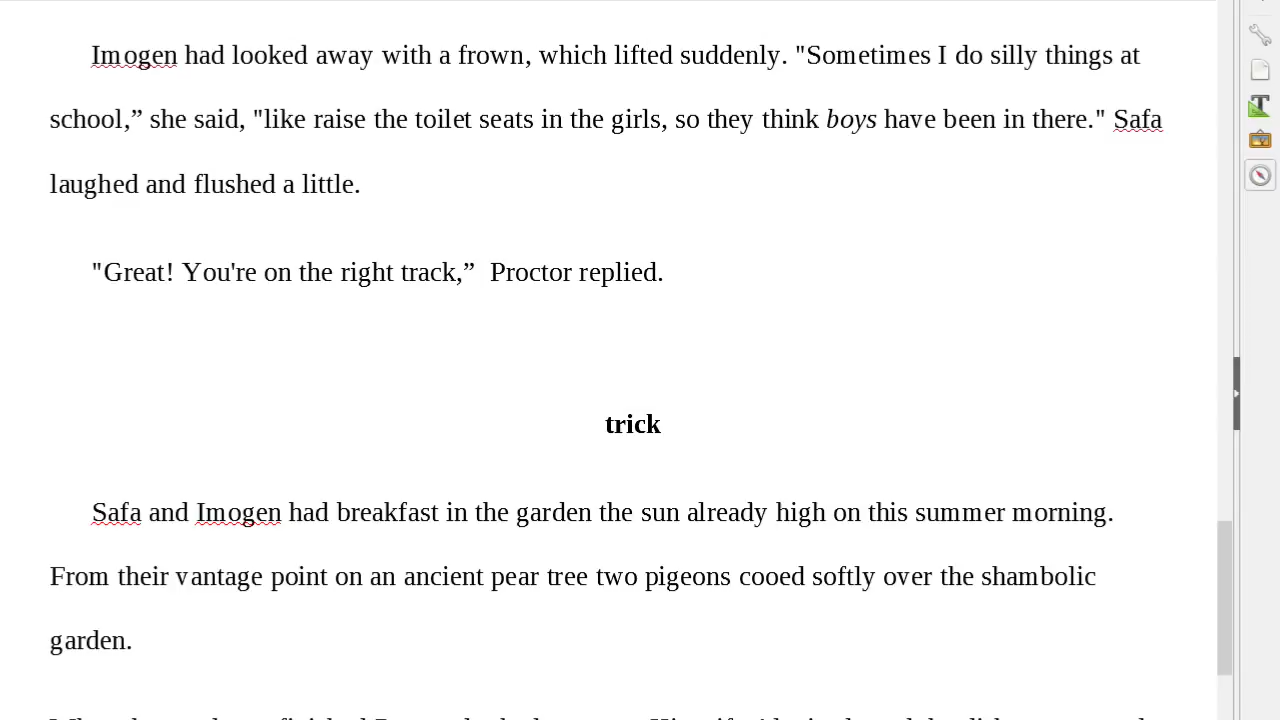 Imogen had looked away with a frown, which lifted suddenly. "Sometimes I do silly things at
school,” she said, "like raise the toilet seats in the girls, so they think boys have been in there." Safa
laughed and flushed a little.
"Great! You're on the right track,”  Proctor replied.
trick
Safa and Imogen had breakfast in the garden the sun already high on this summer morning.
From their vantage point on an ancient pear tree two pigeons cooed softly over the shambolic
garden.